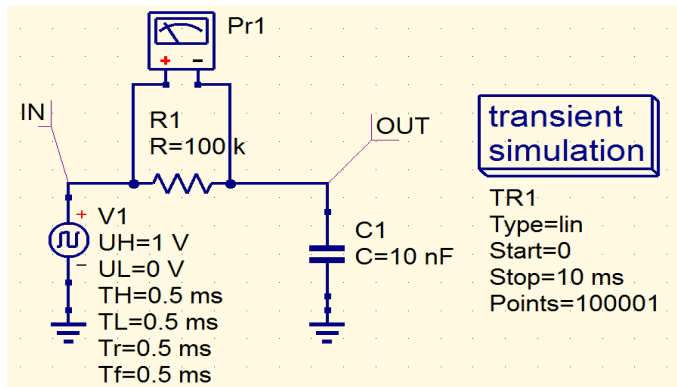 Pr1
+ -
IN
R1
R=100 k
OUT
+
V1
UH=1 V
-
UL=0 V
TH=0.5 ms
TL=0.5 ms
Tr=0.5 ms
Tf=0.5 ms
C1
C=10 nF
transient
simulation
TR1
Type=lin
Start=0
Stop=10 ms
Points=100001